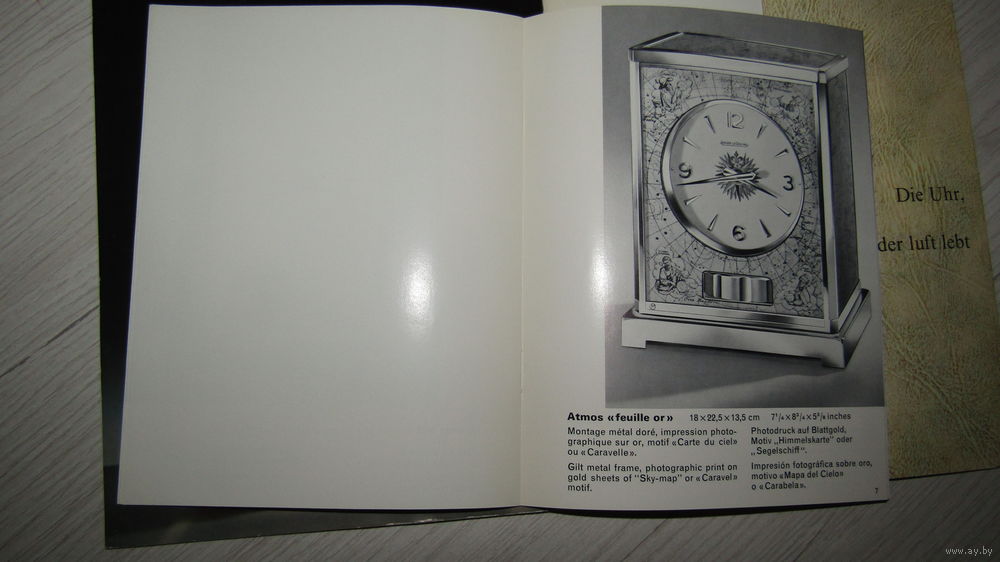 12
3
6
9
Atmos «feuille or» 18×22,5×13,5 cm 7¹/₄×8³/₄×5³/₈ inches
Montage métal doré, impression photo-
graphique sur or, motif «Carte du ciel»
ou «Caravelle».
Gilt metal frame, photographic print on
gold sheets of "Sky-map" or «Caravel»
motif.
Photodruck auf Blattgold,
Motiv „Himmelskarte" oder
„Segelschiff".
Impresión fotográfica sobre oro,
motivo «Mapa del Cielo»
o «Carabela».
7
Die Uhr,
der luft lebt
www.ay.by